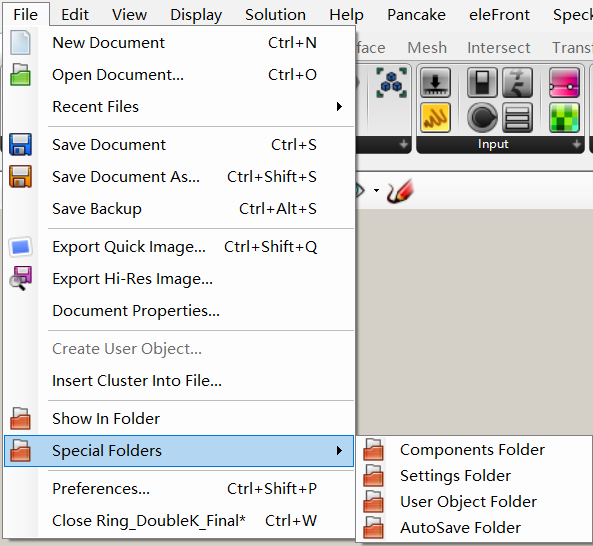 File Edit View Display Solution Help Pancake eleFront Speck
face Mesh Intersect Trans
New Document Ctrl+N
Open Document... Ctrl+O
Recent Files
Save Document Ctrl+S
Save Document As... Ctrl+Shift+S
Save Backup Ctrl+Alt+S
Input
Export Quick Image... Ctrl+Shift+Q
Export Hi-Res Image...
Document Properties...
Create User Object...
Insert Cluster Into File...
Show In Folder
Special Folders
Components Folder
Settings Folder
User Object Folder
AutoSave Folder
Preferences... Ctrl+Shift+P
Close Ring_DoubleK_Final* Ctrl+W